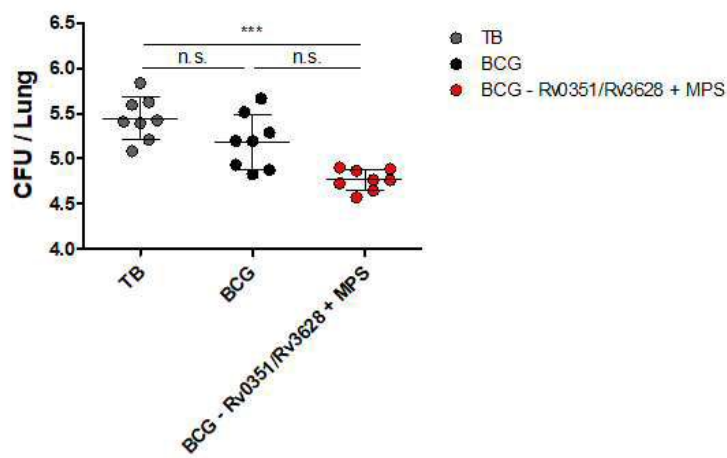 6.5
6.0
5.5
5.0
4.5
4.0
CFU / Lung
***
n.s.
n.s.
TB
BCG
BCG - Rv0351/Rv3628 + MPS
TB
BCG
BCG - Rv0351/Rv3628 + MPS